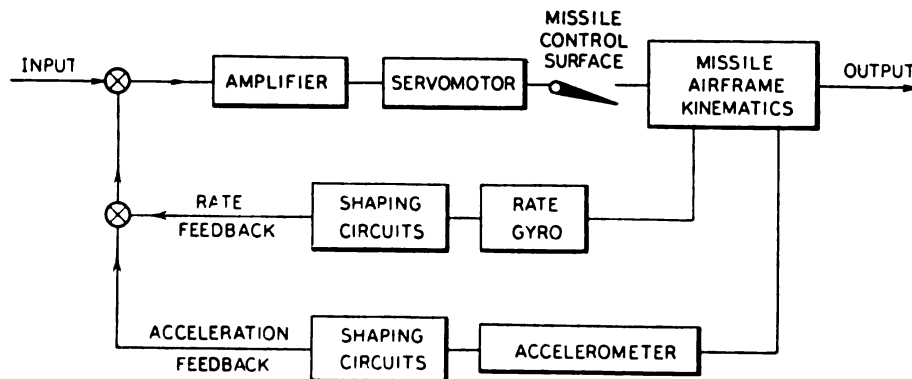 INPUT
AMPLIFIER
SERVOMOTOR
MISSILE
CONTROL
SURFACE
MISSILE
AIRFRAME
KINEMATICS
OUTPUT
RATE
FEEDBACK
SHAPING
CIRCUITS
RATE
GYRO
ACCELERATION
FEEDBACK
SHAPING
CIRCUITS
ACCELEROMETER